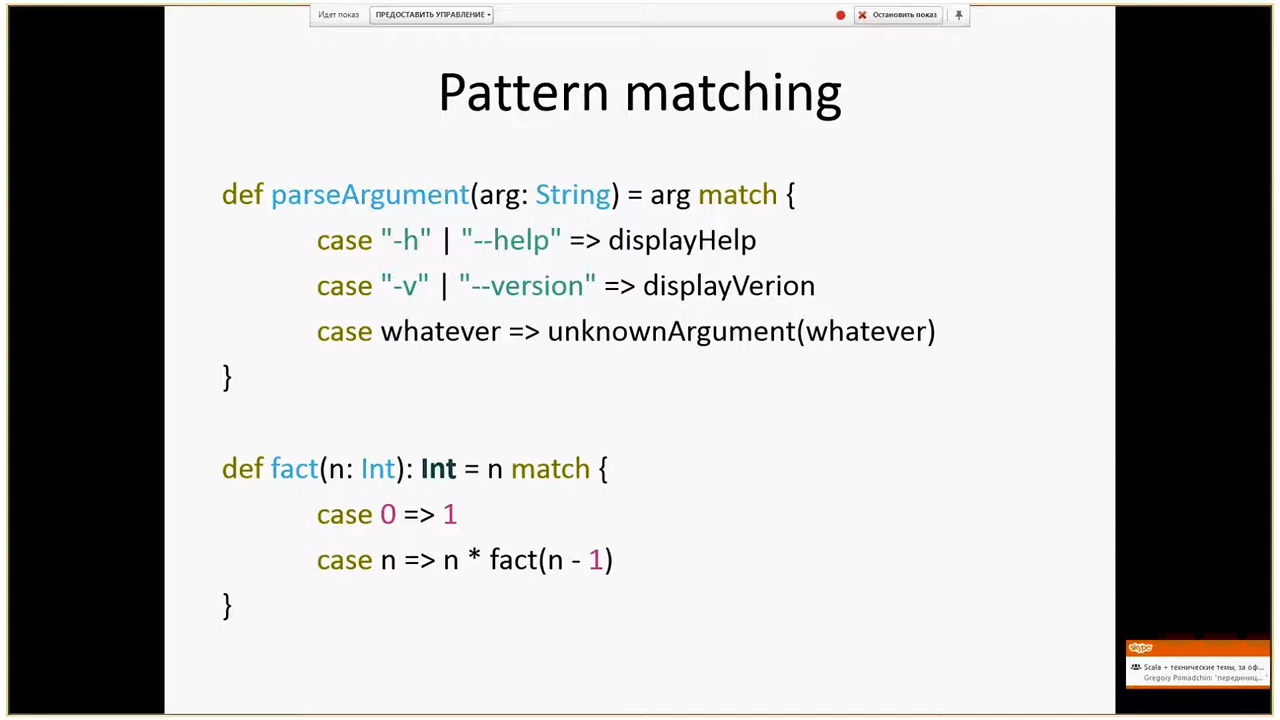 Идет показ ПРЕДОСТАВИТЬ УПРАВЛЕНИЕ Остановить показ
Pattern matching
def parseArgument(arg: String) = arg match {
case "-h" | "--help" => displayHelp
case "-v" | "--version" => displayVerion
case whatever => unknownArgument(whatever)
}
def fact(n: Int): Int = n match {
case 0 => 1
case n => n * fact(n - 1)
}
skype
Scala + технические темы, за оф...
Gregory Pomadchin: "перединиц..."